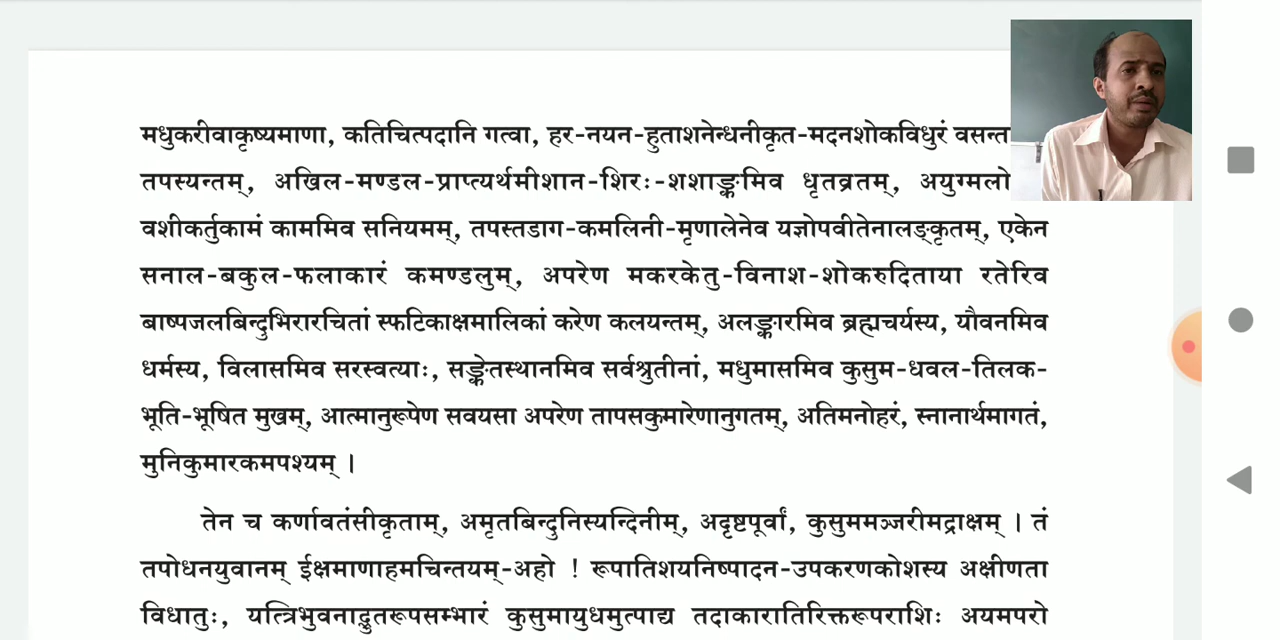 मधुकरीवाकृष्यमाणा, कतिचित्पदानि गत्वा, हर-नयन-हुताशनेन्धनीकृत-मदनशोकविधुरं
तपस्यन्तम्, अखिल-मण्डल-प्राप्त्यर्थमीशान-शिरः-शशाङ्कमिव धृतव्रतम्,
वशीकर्तुकामं काममिव सनियमम्, तपस्तडाग-कमलिनी-मृणालेनेव यज्ञोपवीतेनालङ्कृतम्, एकेन
सनाल-बकुल-फलाकारं कमण्डलुम्, अपरेण मकरकेतु-विनाश-शोकरुदिताया रतेरिव
बाष्पजलबिन्दुभिरारचितां स्फटिकाक्षमालिकां करेण कलयन्तम्, अलङ्कारमिव ब्रह्मचर्यस्य, यौवनमिव
धर्मस्य, विलासमिव सरस्वत्याः, सङ्केतस्थानमिव सर्वश्रुतीनां, मधुमासमिव कुसुम-धवल-तिलक-
भूति-भूषित मुखम्, आत्मानुरूपेण सवयसा अपरेण तापसकुमारेणानुगतम्, अतिमनोहरं, स्नानार्थमागतं,
मुनिकुमारकमपश्यम् ।
तेन च कर्णावतंसीकृताम्, अमृतबिन्दुनिस्यन्दिनीम्, अदृष्टपूर्वां, कुसुममञ्जरीमद्राक्षम् । तं
तपोधनयुवानम् ईक्षमाणाहमचिन्तयम्-अहो ! रूपातिशयनिष्पादन-उपकरणकोशस्य अक्षीणता
विधातुः, यत्त्रिभुवनाद्भुतरूपसम्भारं कुसुमायुधमुत्पाद्य तदाकारातिरिक्तरूपराशिः अयमपरो